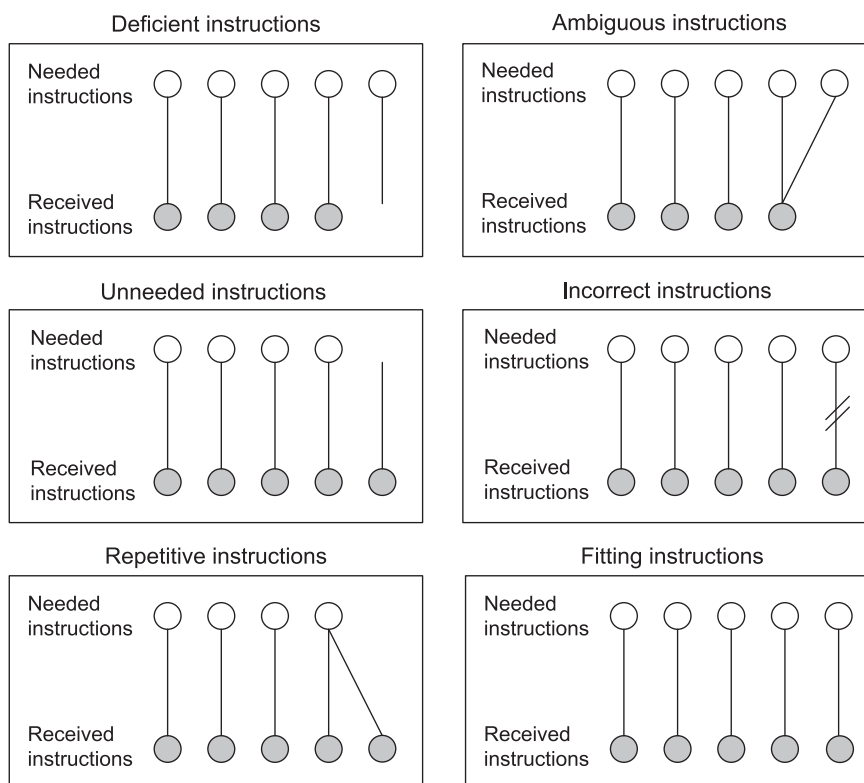 Deficient instructions
Needed
instructions
Received
instructions
Ambiguous instructions
Needed
instructions
Received
instructions
Unneeded instructions
Needed
instructions
Received
instructions
Incorrect instructions
Needed
instructions
Received
instructions
Repetitive instructions
Needed
instructions
Received
instructions
Fitting instructions
Needed
instructions
Received
instructions